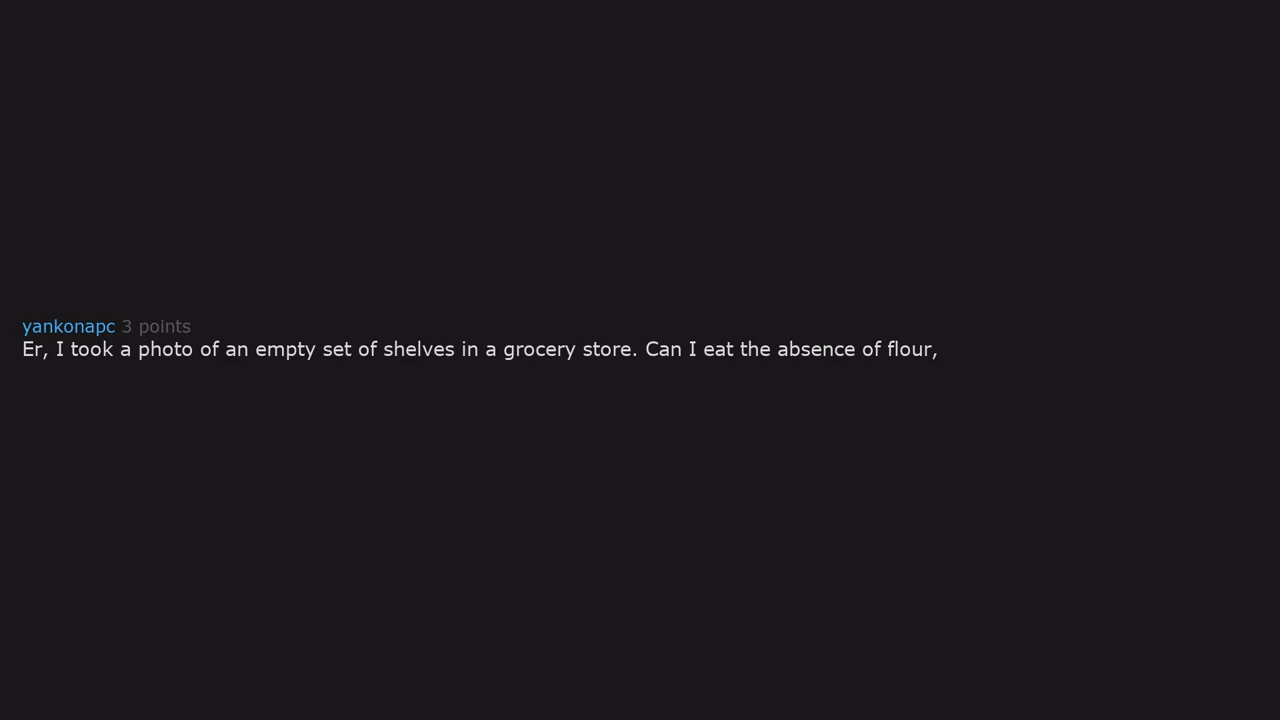 yankonapc 3 points
Er, I took a photo of an empty set of shelves in a grocery store. Can I eat the absence of flour,